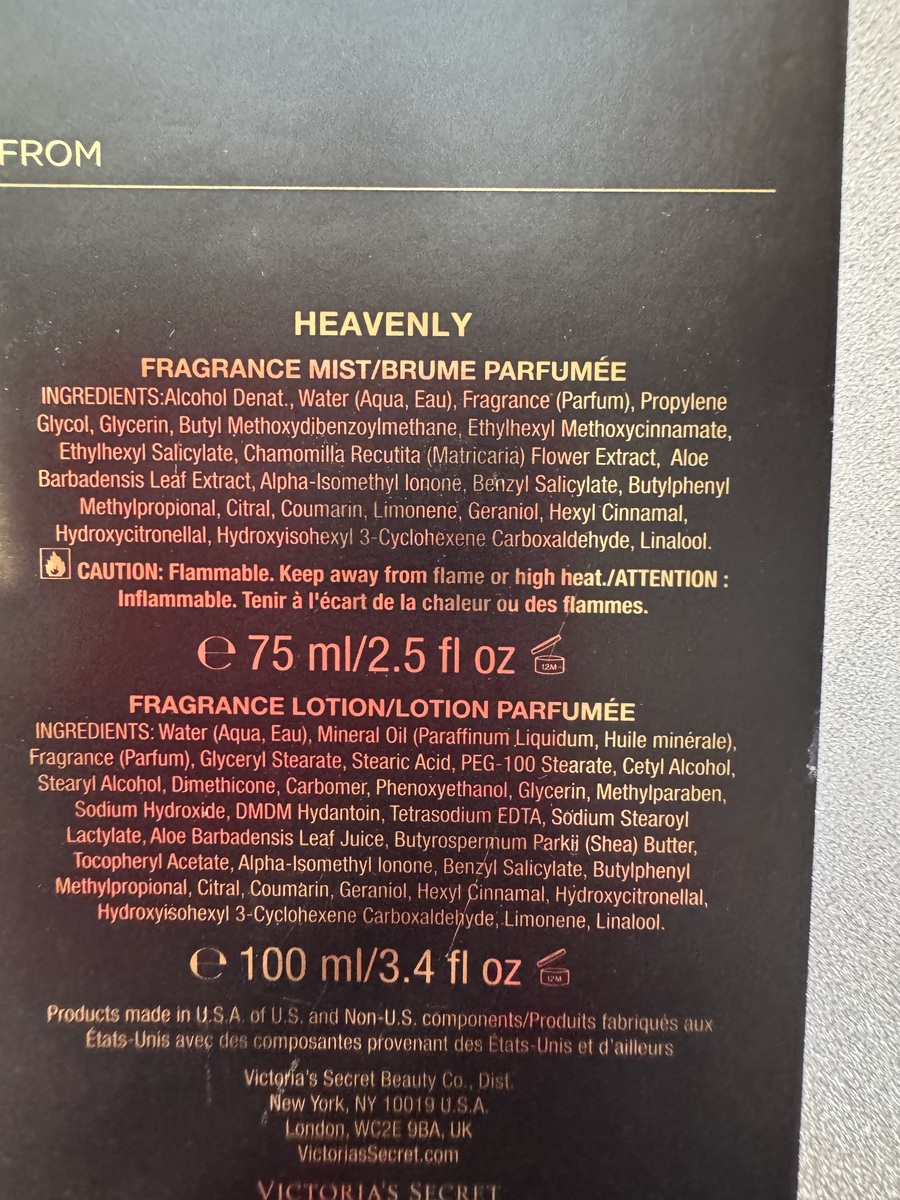 FROM
HEAVENLY
FRAGRANCE MIST/BRUME PARFUMÉE
INGREDIENTS:Alcohol Denat., Water (Aqua, Eau), Fragrance (Parfum), Propylene
Glycol, Glycerin, Butyl Methoxydibenzoylmethane, Ethylhexyl Methoxycinnamate,
Ethylhexyl Salicylate, Chamomilla Recutita (Matricaria) Flower Extract, Aloe
Barbadensis Leaf Extract, Alpha-Isomethyl Ionone, Benzyl Salicylate, Butylphenyl
Methylpropional, Citral, Coumarin, Limonene, Geraniol, Hexyl Cinnamal,
Hydroxycitronellal, Hydroxyisohexyl 3-Cyclohexene Carboxaldehyde, Linalool.
CAUTION: Flammable. Keep away from flame or high heat./ATTENTION :
Inflammable. Tenir à l'écart de la chaleur ou des flammes.
℮ 75 ml/2.5 fl oz 12M
FRAGRANCE LOTION/LOTION PARFUMÉE
INGREDIENTS: Water (Aqua, Eau), Mineral Oil (Paraffinum Liquidum, Huile minérale),
Fragrance (Parfum), Glyceryl Stearate, Stearic Acid, PEG-100 Stearate, Cetyl Alcohol,
Stearyl Alcohol, Dimethicone, Carbomer, Phenoxyethanol, Glycerin, Methylparaben,
Sodium Hydroxide, DMDM Hydantoin, Tetrasodium EDTA, Sodium Stearoyl
Lactylate, Aloe Barbadensis Leaf Juice, Butyrospermum Parkii (Shea) Butter,
Tocopheryl Acetate, Alpha-Isomethyl Ionone, Benzyl Salicylate, Butylphenyl
Methylpropional, Citral, Coumarin, Geraniol, Hexyl Cinnamal, Hydroxycitronellal,
Hydroxyisohexyl 3-Cyclohexene Carboxaldehyde, Limonene, Linalool.
℮ 100 ml/3.4 fl oz 12M
Products made in U.S.A. of U.S. and Non-U.S. components/Produits fabriqués aux
États-Unis avec des composantes provenant des États-Unis et d'ailleurs
Victoria's Secret Beauty Co., Dist.
New York, NY 10019 U.S.A.
London, WC2E 9BA, UK
VictoriasSecret.com
VICTORIA'S SECRET